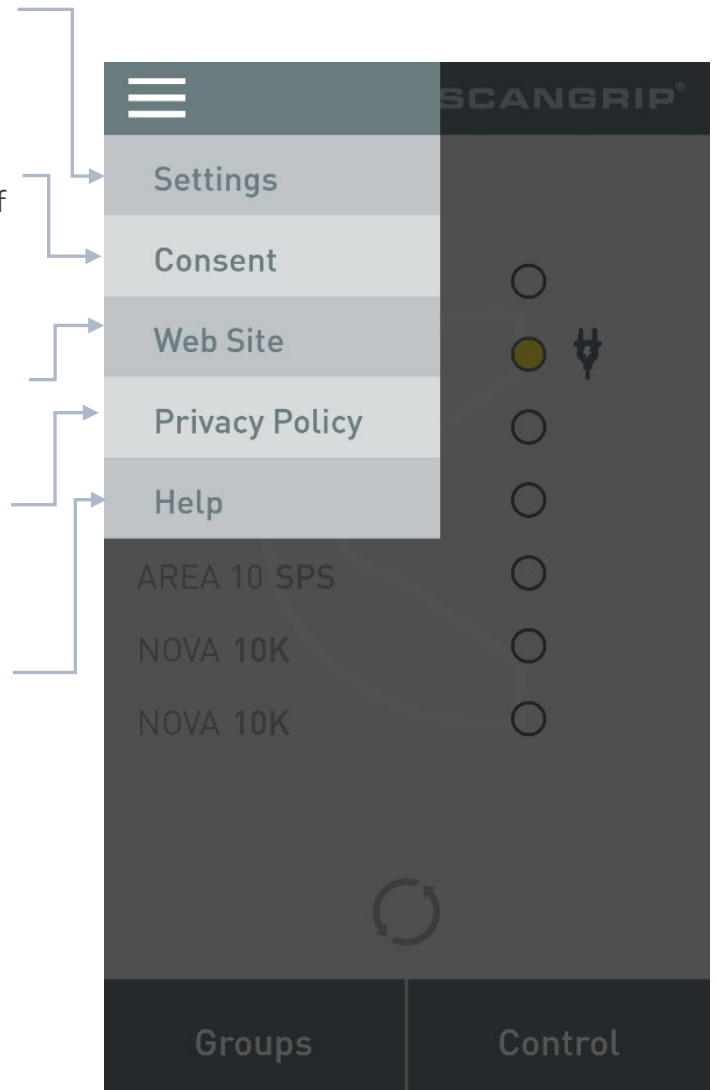 SCANGRIP®
Settings
f
Consent
Web Site
Privacy Policy
Help
AREA 10 SPS
NOVA 10K
NOVA 10K
Groups
Control